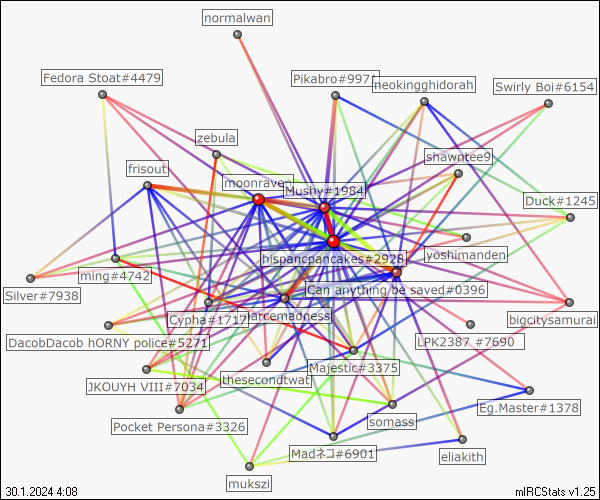 normalwan
Fedora Stoat#4479
Pikabro#9971
neokingghidorah
Swirly Boi#6154
zebula
shawntee9
frisout
moonraven
Mushy#1984
Duck#1245
yoshimanden
hispancpancakes#2928
ming#4742
Silver#7938
Can anything be saved#0396
Cypha#1717
larcemadness
bigcitysamurai
DacobDacob hORNY police#5271
LPK2387. #7690
Majestic#3375
JKOUYH VIII#7034
thesecondtwat
Eg.Master#1378
somass
Pocket Persona#3326
Madネコ#6901
eliakith
mukszi
30.1.2024 4:08
mIRCStats v1.25